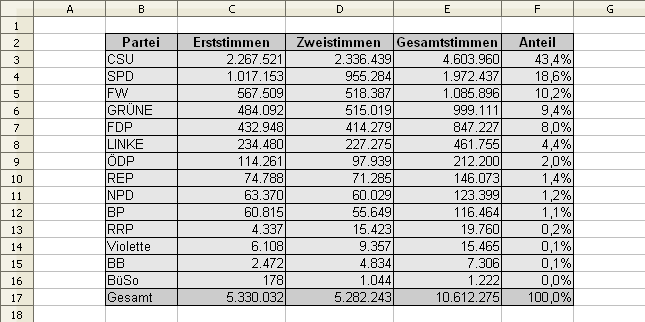 A B C D E F G
1
2 Partei Erststimmen Zweistimmen Gesamtstimmen Anteil
3 CSU 2.267.521 2.336.439 4.603.960 43,4%
4 SPD 1.017.153 955.284 1.972.437 18,6%
5 FW 567.509 518.387 1.085.896 10,2%
6 GRÜNE 484.092 515.019 999.111 9,4%
7 FDP 432.948 414.279 847.227 8,0%
8 LINKE 234.480 227.275 461.755 4,4%
9 ÖDP 114.261 97.939 212.200 2,0%
10 REP 74.788 71.285 146.073 1,4%
11 NPD 63.370 60.029 123.399 1,2%
12 BP 60.815 55.649 116.464 1,1%
13 RRP 4.337 15.423 19.760 0,2%
14 Violette 6.108 9.357 15.465 0,1%
15 BB 2.472 4.834 7.306 0,1%
16 BüSo 178 1.044 1.222 0,0%
17 Gesamt 5.330.032 5.282.243 10.612.275 100,0%
18